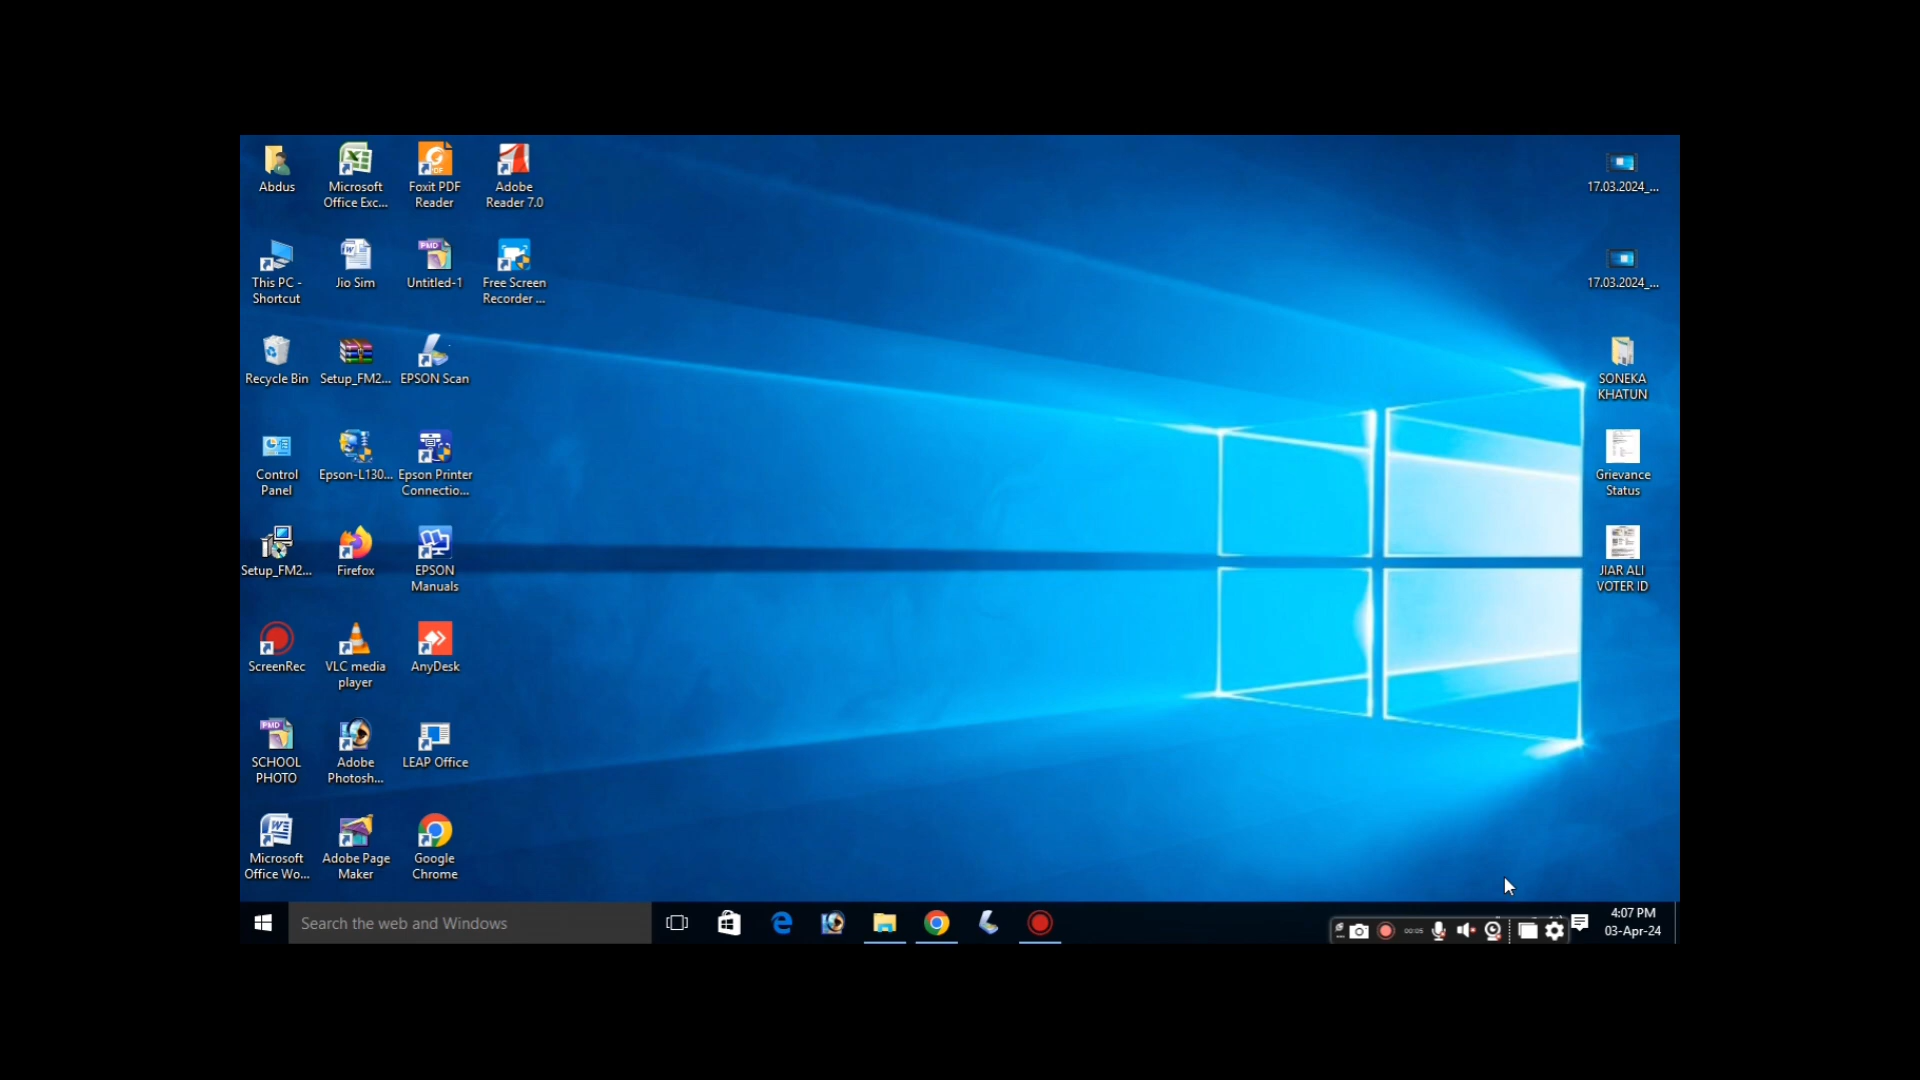 Abdus
Microsoft
Office Exc...
Foxit PDF
Reader
Adobe
Reader 7.0
17.03.2024_...
This PC -
Shortcut
Jio Sim
PMD
Untitled-1
Free Screen
Recorder ...
17.03.2024_...
Recycle Bin
Setup_FM2...
EPSON Scan
SONEKA
KHATUN
Control
Panel
Epson-L130...
Epson Printer
Connectio...
Grievance
Status
Setup_FM2...
Firefox
EPSON
Manuals
JIAR ALI
VOTER ID
ScreenRec
VLC media
player
AnyDesk
PMD
SCHOOL
PHOTO
Adobe
Photosh...
LEAP Office
Microsoft
Office Wo...
Adobe Page
Maker
Google
Chrome
Search the web and Windows
00:05
4:07 PM
03-Apr-24